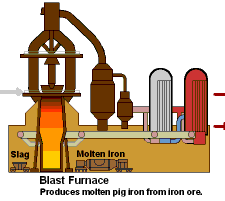 Slag
Molten Iron
Blast Furnace
Produces molten pig iron from iron ore.